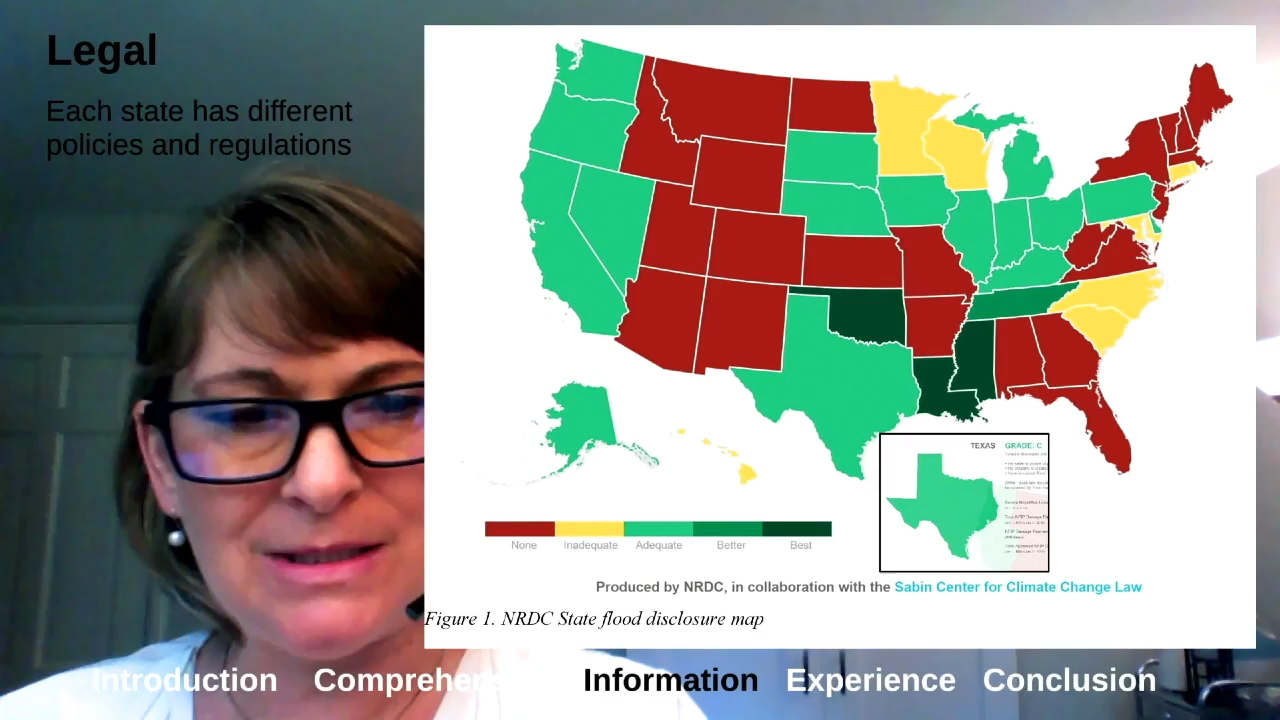 Legal
Each state has different
policies and regulations
TEXAS GRADE: C
None Inadequate Adequate Better Best
Produced by NRDC, in collaboration with the Sabin Center for Climate Change Law
Figure 1. NRDC State flood disclosure map
Introduction Information Experience Conclusion